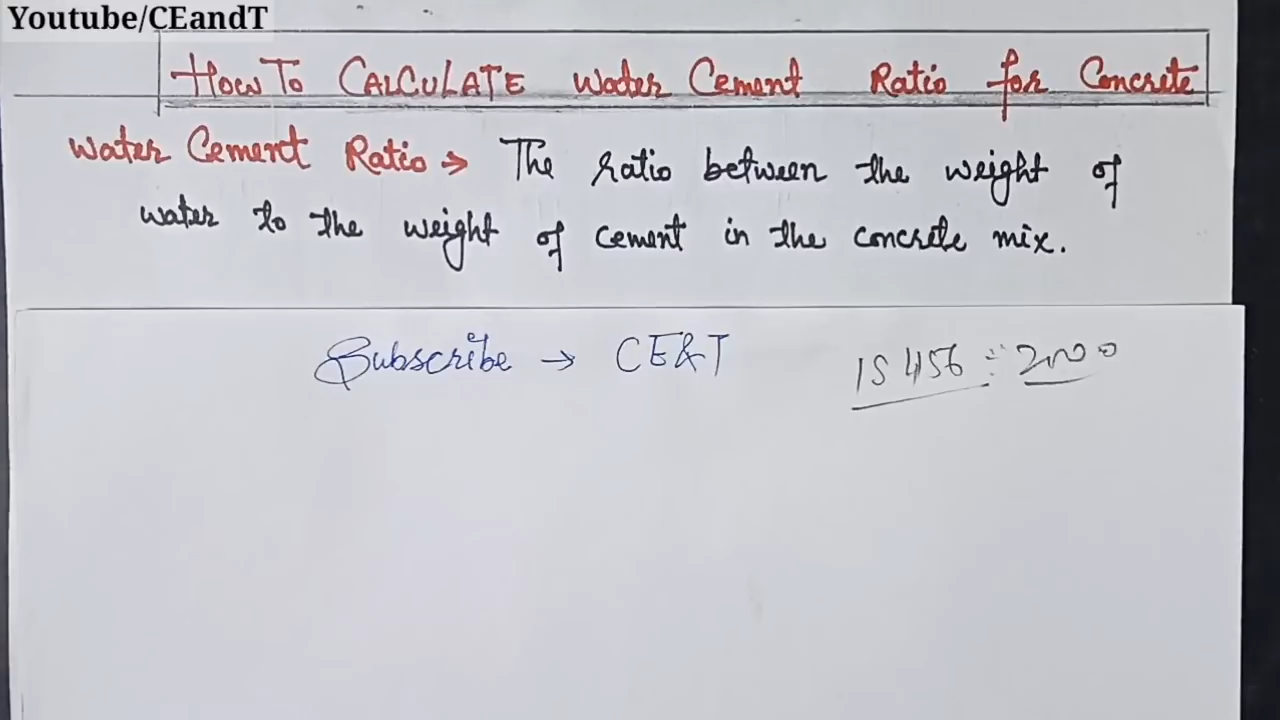 Youtube/CEandT
How To CALCULATE Water Cement Ratio for Concrete
Water Cement Ratio → The ratio between the weight of
water to the weight of cement in the concrete mix.
Subscribe → CE&T
IS 456 : 2000